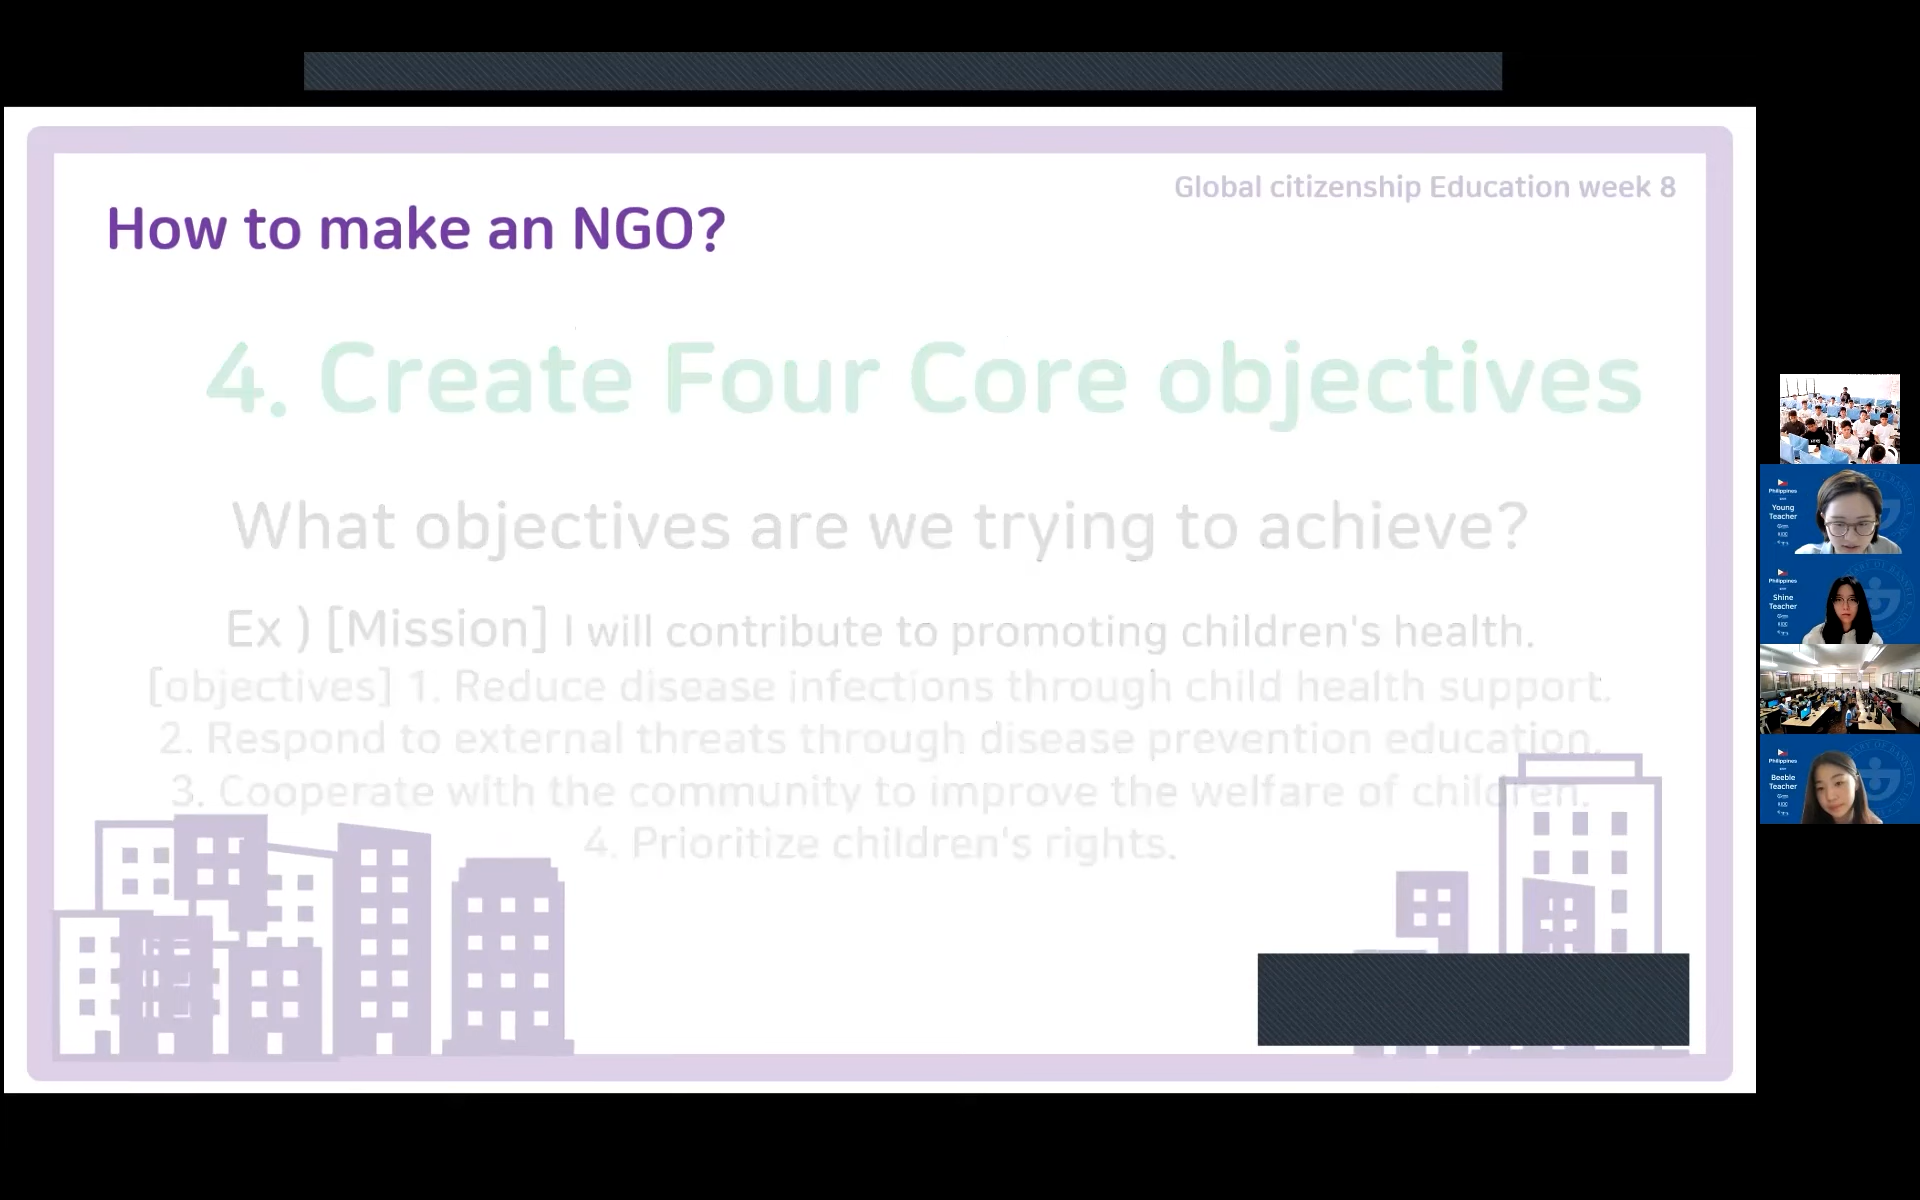 Global citizenship Education week 8
How to make an NGO?
4. Create Four Core objectives
What objectives are we trying to achieve?
Ex ) [Mission] I will contribute to promoting children's health.
[objectives] 1. Reduce disease infections through child health support.
2. Respond to external threats through disease prevention education.
3. Cooperate with the community to improve the welfare of children.
4. Prioritize children's rights.
Philippines
Young
Teacher
Philippines
Shine
Teacher
Philippines
Beeble
Teacher